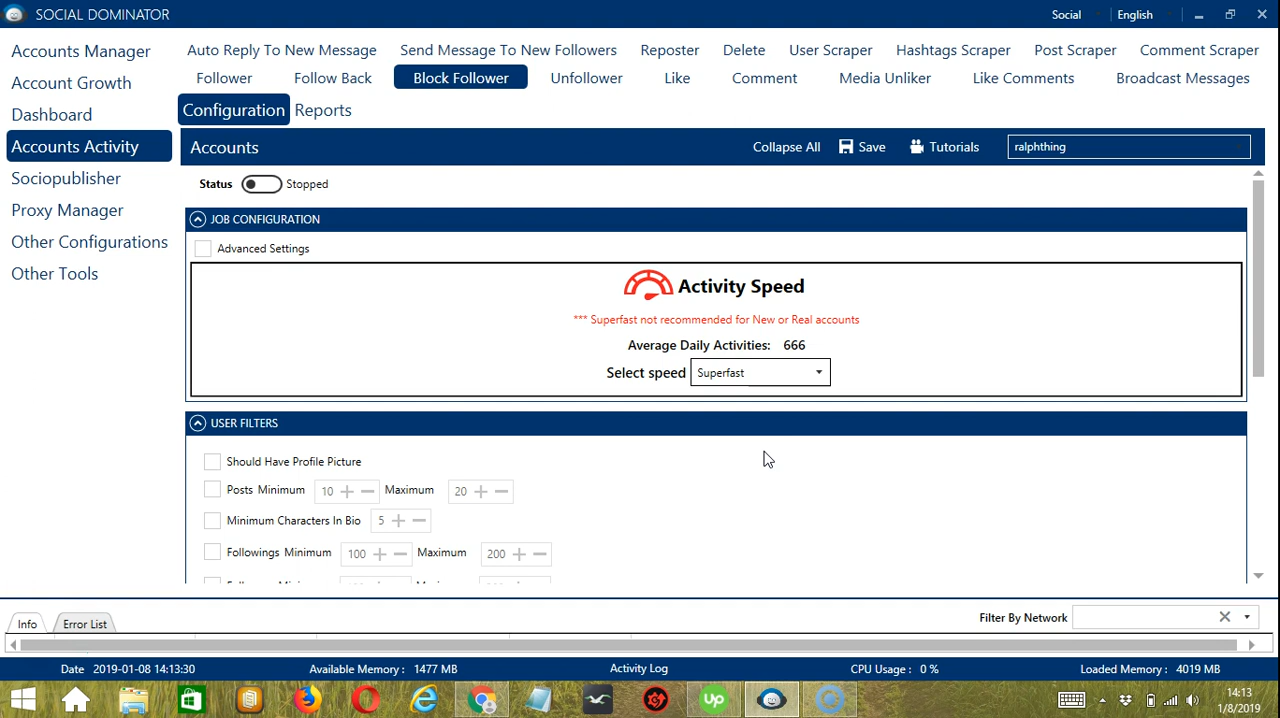 SOCIAL DOMINATOR
Social
English
Accounts Manager
Account Growth
Dashboard
Accounts Activity
Sociopublisher
Proxy Manager
Other Configurations
Other Tools
Auto Reply To New Message Send Message To New Followers Reposter Delete User Scraper Hashtags Scraper Post Scraper Comment Scraper
Follower Follow Back Block Follower Unfollower Like Comment Media Unliker Like Comments Broadcast Messages
Configuration Reports
Accounts Collapse All Save Tutorials ralphthing
Status Stopped
JOB CONFIGURATION
Advanced Settings
Activity Speed
*** Superfast not recommended for New or Real accounts
Average Daily Activities: 666
Select speed Superfast
USER FILTERS
Should Have Profile Picture
Posts Minimum 10 + − Maximum 20 + −
Minimum Characters In Bio 5 + −
Followings Minimum 100 + − Maximum 200 + −
Info Error List Filter By Network
Date 2019-01-08 14:13:30 Available Memory : 1477 MB Activity Log CPU Usage : 0 % Loaded Memory : 4019 MB
up
14:13
1/8/2019